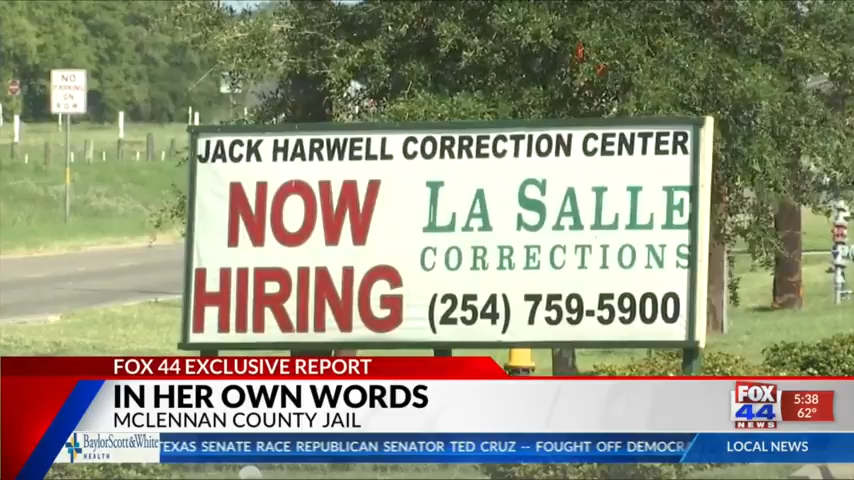 NO
PARKING
ON
R.O.W.
JACK HARWELL CORRECTION CENTER
NOW
HIRING
LA SALLE
CORRECTIONS
(254) 759-5900
FOX 44 EXCLUSIVE REPORT
IN HER OWN WORDS
MCLENNAN COUNTY JAIL
FOX
44
NEWS
5:38
62°
BaylorScott&White
HEALTH
TEXAS SENATE RACE REPUBLICAN SENATOR TED CRUZ -- FOUGHT OFF DEMOCR
LOCAL NEWS